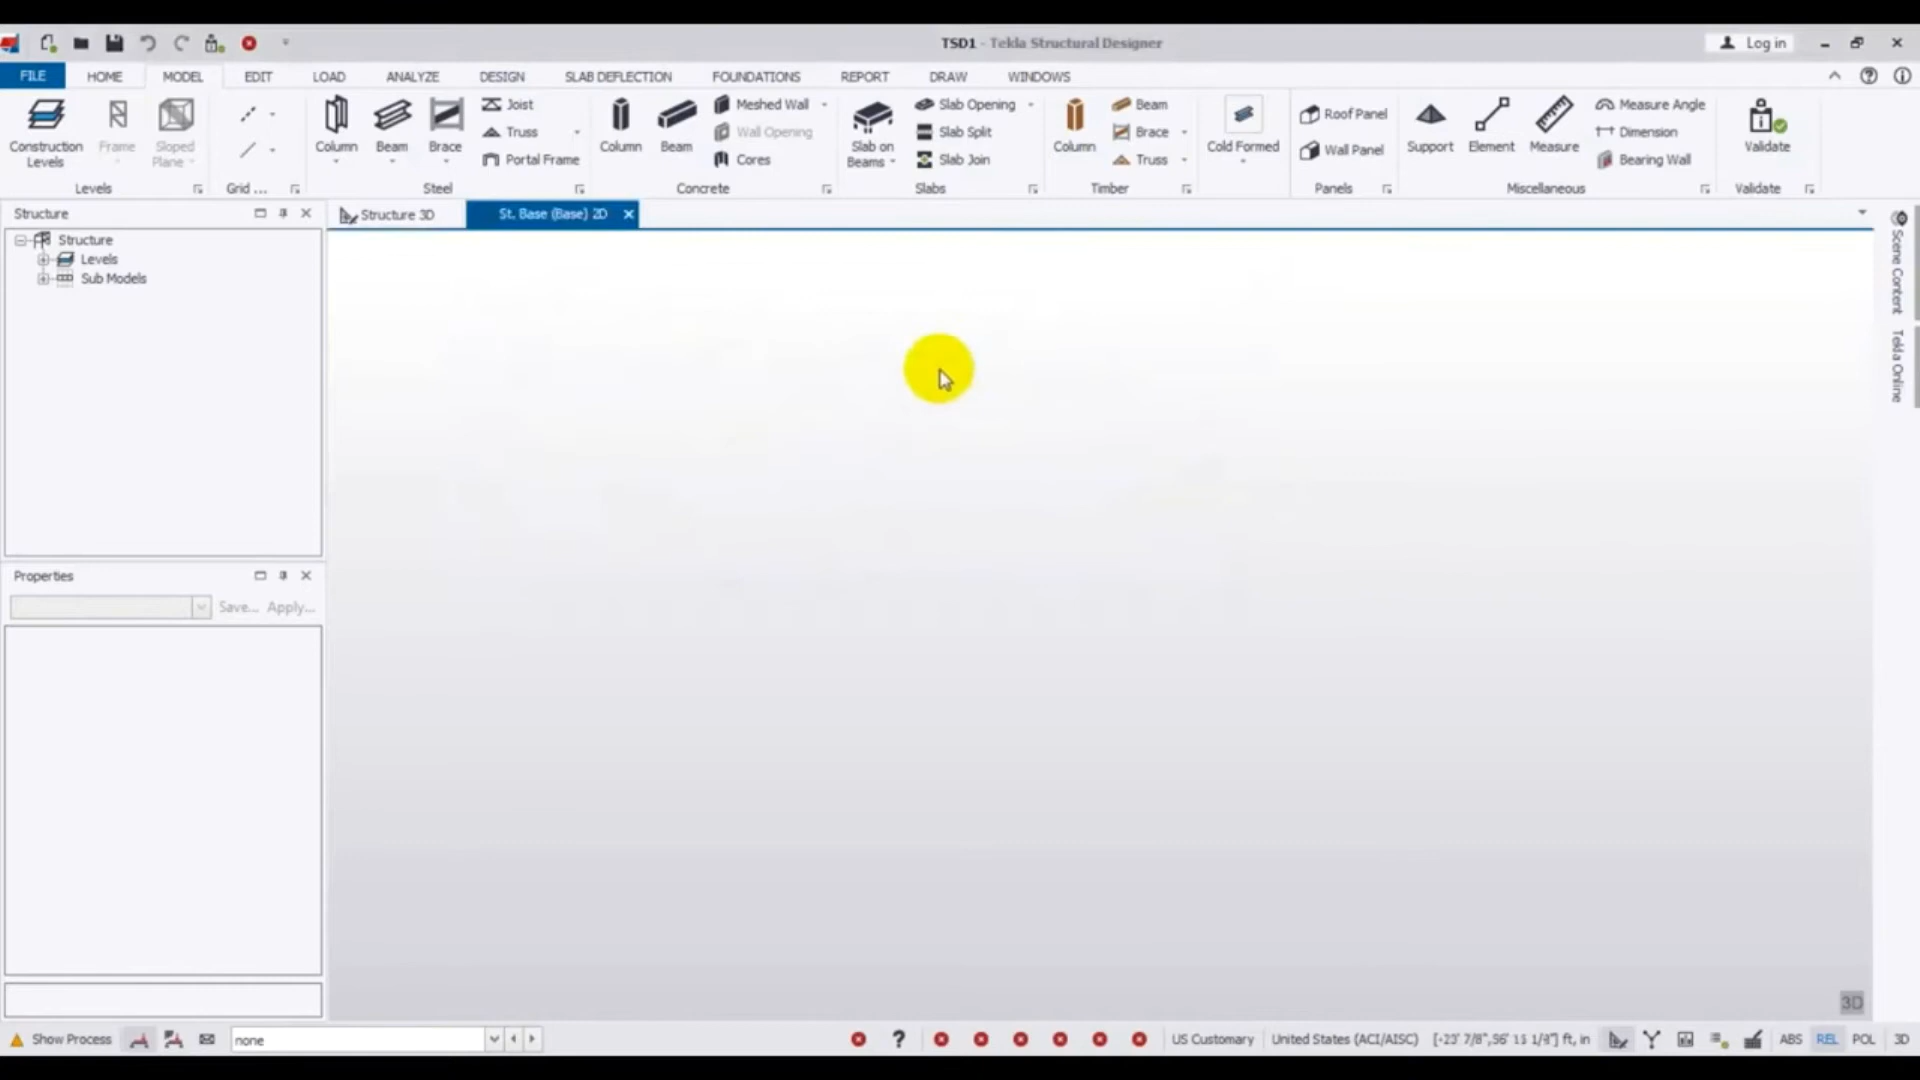 TSD1 - Tekla Structural Designer
Log in
FILE HOME MODEL EDIT LOAD ANALYZE DESIGN SLAB DEFLECTION FOUNDATIONS REPORT DRAW WINDOWS
Construction Levels
Frame
Sloped Plane
Levels
Grid ...
Column
Beam
Brace
Joist
Truss
Portal Frame
Steel
Column
Beam
Meshed Wall
Wall Opening
Cores
Concrete
Slab on Beams
Slab Opening
Slab Split
Slab Join
Slabs
Column
Beam
Brace
Truss
Timber
Cold Formed
Roof Panel
Wall Panel
Panels
Support
Element
Measure
Measure Angle
Dimension
Bearing Wall
Miscellaneous
Validate
Validate
Structure
Structure 3D
St. Base (Base) 2D
Structure
Levels
Sub Models
Scene Content
Tekla Online
Properties
Save... Apply...
3D
Show Process
none
US Customary
United States (ACI/AISC)
ft, in
ABS REL POL 3D